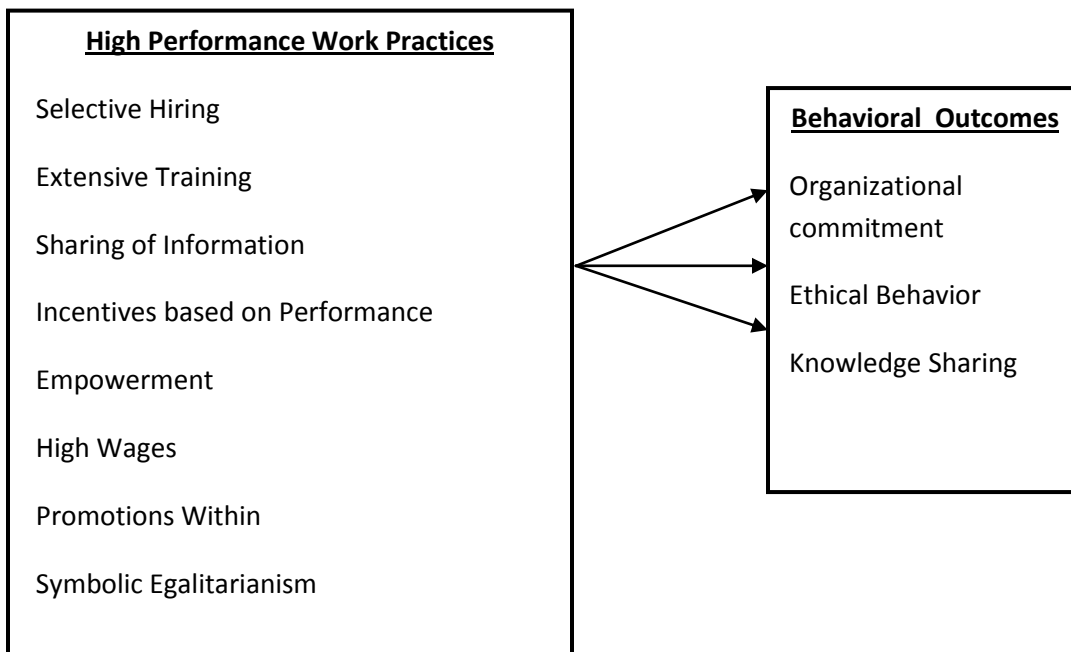 High Performance Work Practices
Selective Hiring
Extensive Training
Sharing of Information
Incentives based on Performance
Empowerment
High Wages
Promotions Within
Symbolic Egalitarianism
Behavioral Outcomes
Organizational
commitment
Ethical Behavior
Knowledge Sharing